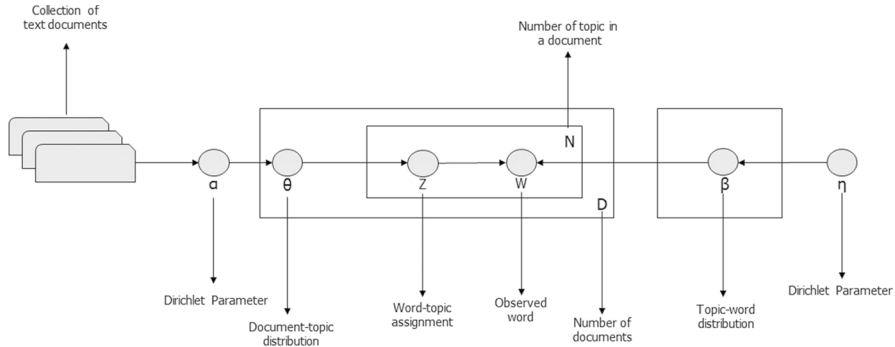 Collection of
text documents
Number of topic in
a document
N
α
θ
Z
W
β
η
D
Dirichlet Parameter
Document-topic
distribution
Word-topic
assignment
Observed
word
Number of
documents
Topic-word
distribution
Dirichlet Parameter